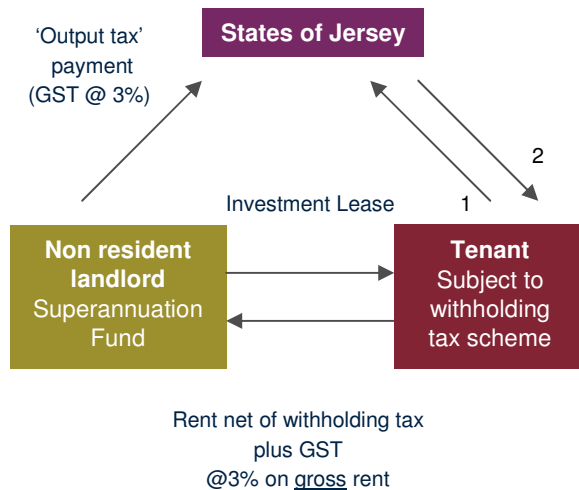 ‘Output tax’
payment
(GST @ 3%)
States of Jersey
2
Investment Lease
1
Non resident
landlord
Superannuation
Fund
Tenant
Subject to
withholding
tax scheme
Rent net of withholding tax
plus GST
@3% on gross rent